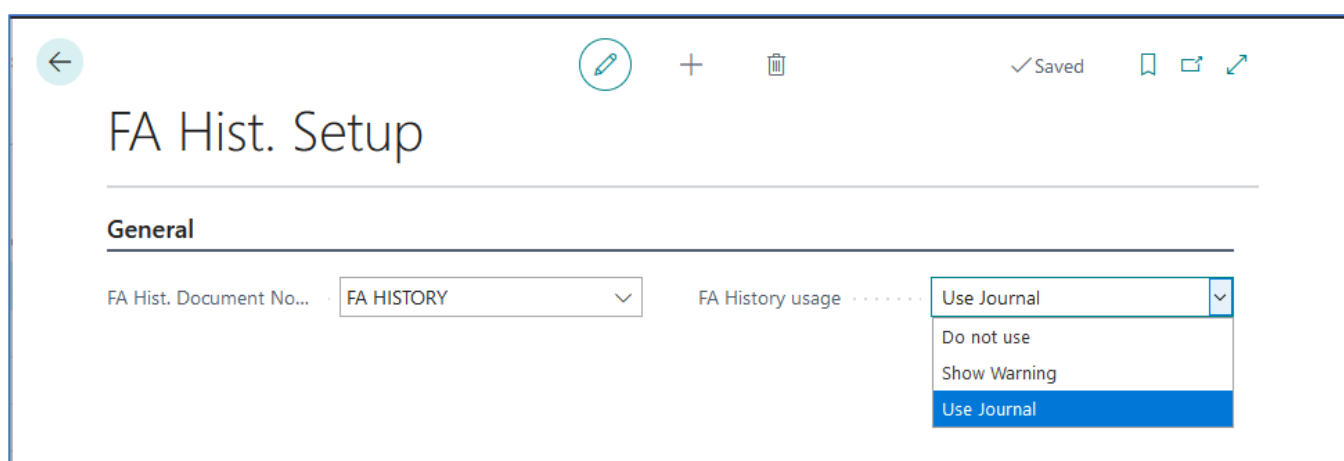 Saved
FA Hist. Setup
General
FA Hist. Document No... FA HISTORY FA History usage Use Journal
Do not use
Show Warning
Use Journal